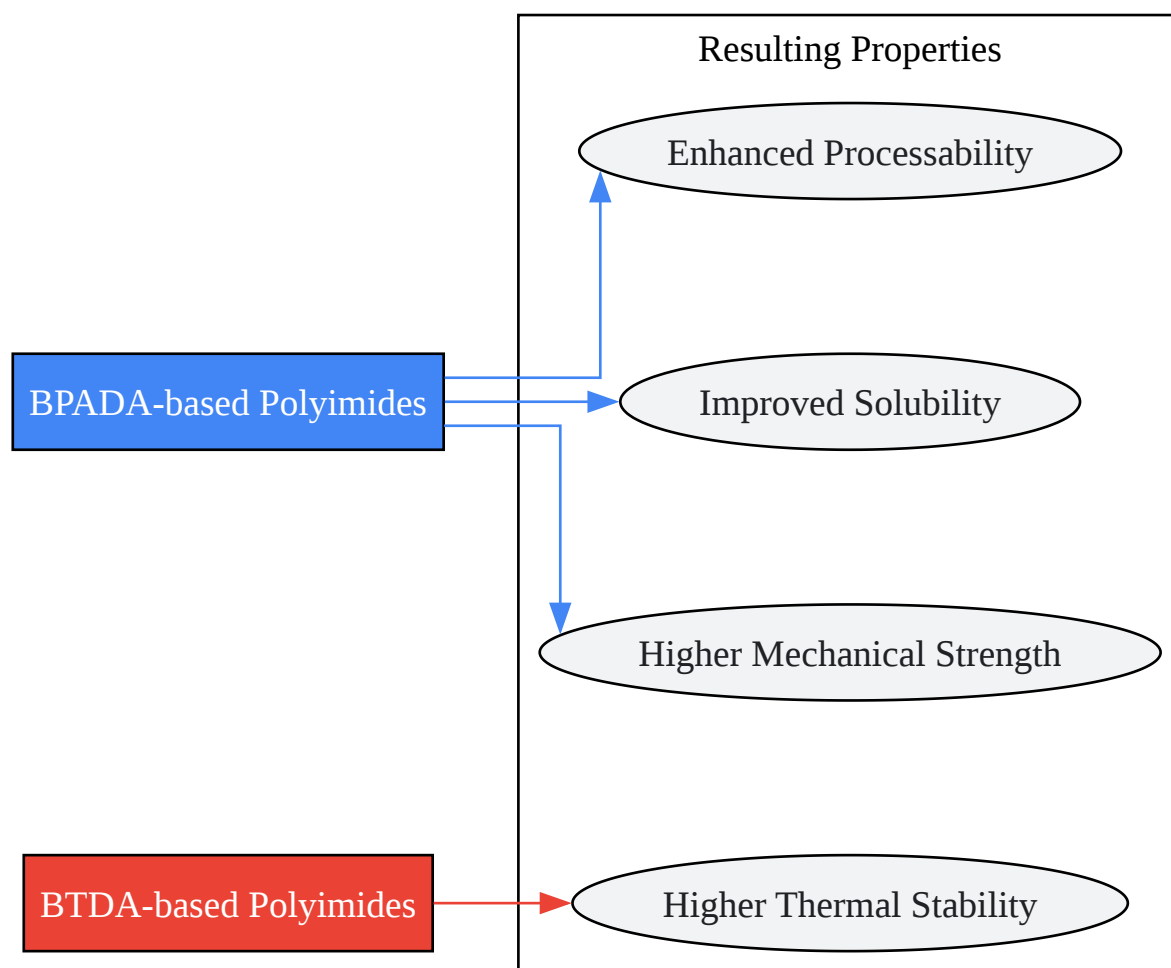 Resulting Properties
Enhanced Processability
BPADA-based Polyimides
Improved Solubility
Higher Mechanical Strength
BTDA-based Polyimides
Higher Thermal Stability